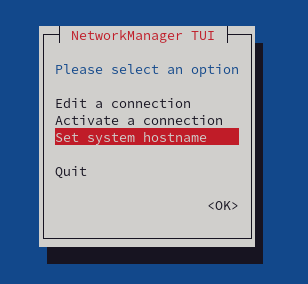 NetworkManager TUI
Please select an option
Edit a connection
Activate a connection
Set system hostname
Quit
<OK>